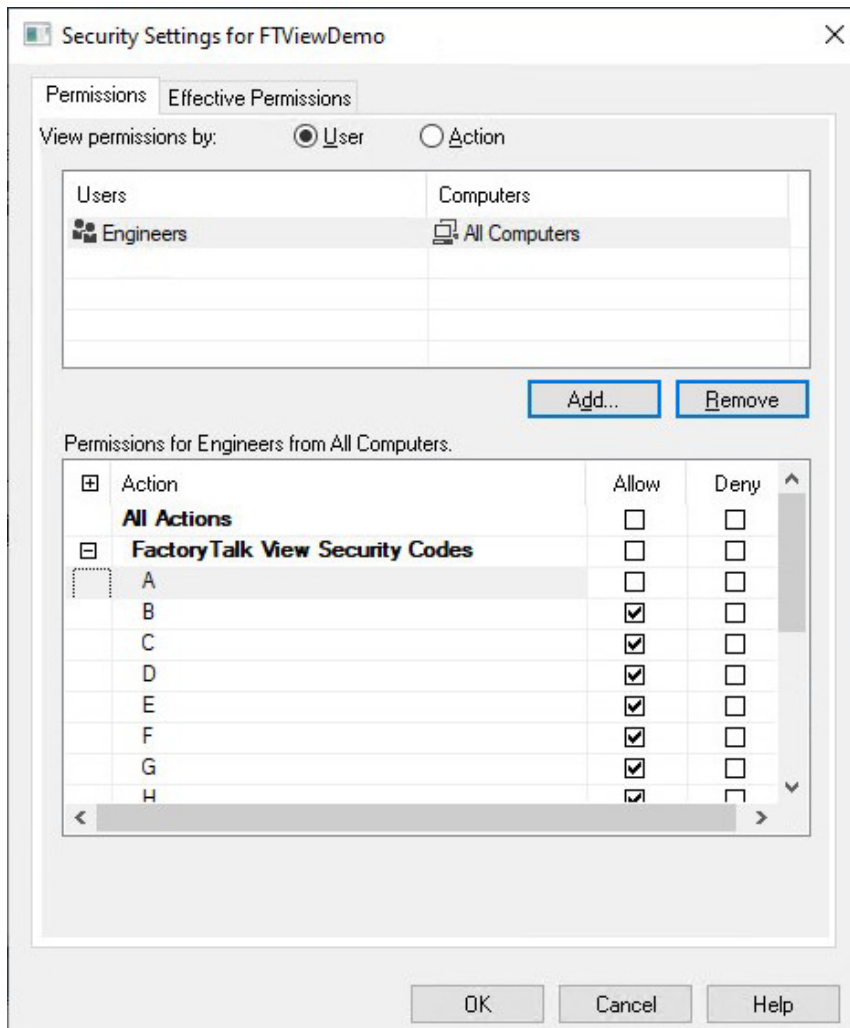 Security Settings for FTViewDemo
Permissions Effective Permissions
View permissions by: User Action
Users Computers
Engineers All Computers
Add... Remove
Permissions for Engineers from All Computers.
Action Allow Deny
All Actions
FactoryTalk View Security Codes
A
B
C
D
E
F
G
H
OK Cancel Help